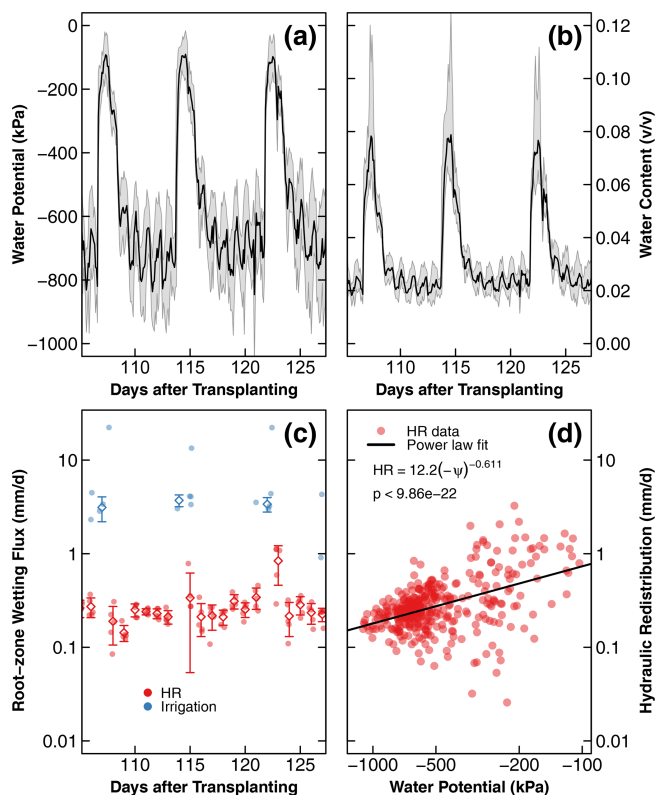 (a)
0
−200
−400
−600
−800
−1000
Water Potential (kPa)
110
115
120
125
Days after Transplanting
(b)
0.12
0.10
0.08
0.06
0.04
0.02
0.00
Water Content (v/v)
110
115
120
125
Days after Transplanting
(c)
10
1
0.1
0.01
Root−zone Wetting Flux (mm/d)
HR
Irrigation
110
115
120
125
Days after Transplanting
(d)
HR data
Power law fit
HR = 12.2(−ψ)^−0.611
p < 9.86e−22
10
1
0.1
0.01
Hydraulic Redistribution (mm/d)
−1000
−500
−200
−100
Water Potential (kPa)